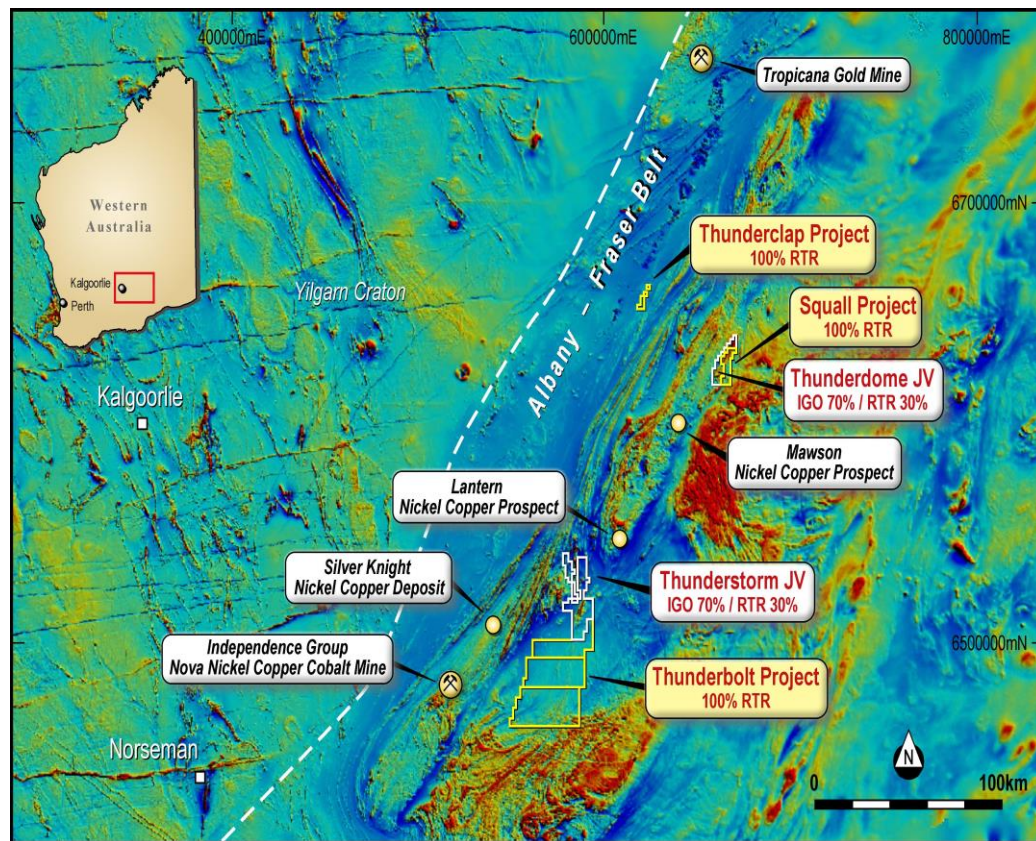 400000mE
600000mE
800000mE
Tropicana Gold Mine
Albany - Fraser Belt
6700000mN
Western
Australia
Kalgoorlie
Perth
Yilgarn Craton
Thunderclap Project
100% RTR
Squall Project
100% RTR
Thunderdome JV
IGO 70% / RTR 30%
Kalgoorlie
Mawson
Nickel Copper Prospect
Lantern
Nickel Copper Prospect
Silver Knight
Nickel Copper Deposit
Thunderstorm JV
IGO 70% / RTR 30%
Independence Group
Nova Nickel Copper Cobalt Mine
6500000mN
Thunderbolt Project
100% RTR
Norseman
N
0
100km